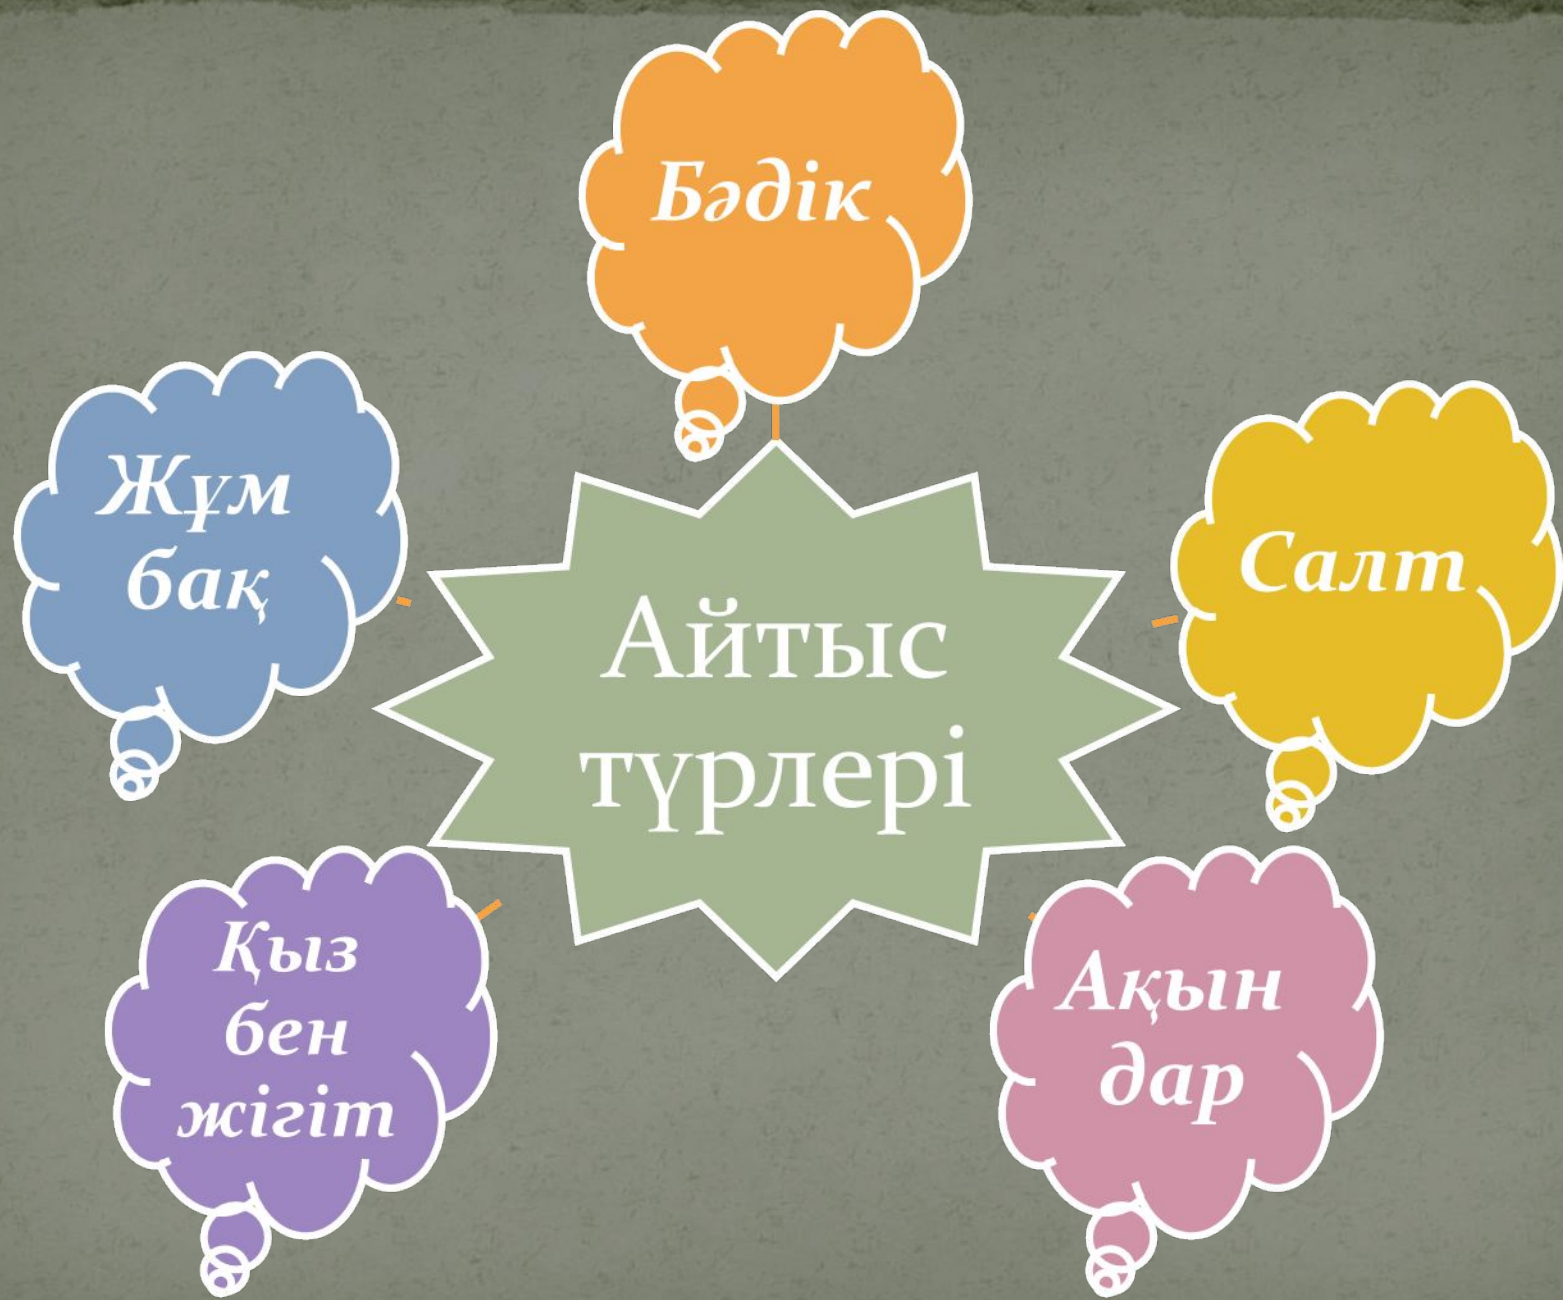 Бәдік
Жұм
бақ
Салт
Айтыс
түрлері
Қыз
бен
жігіт
Ақын
дар